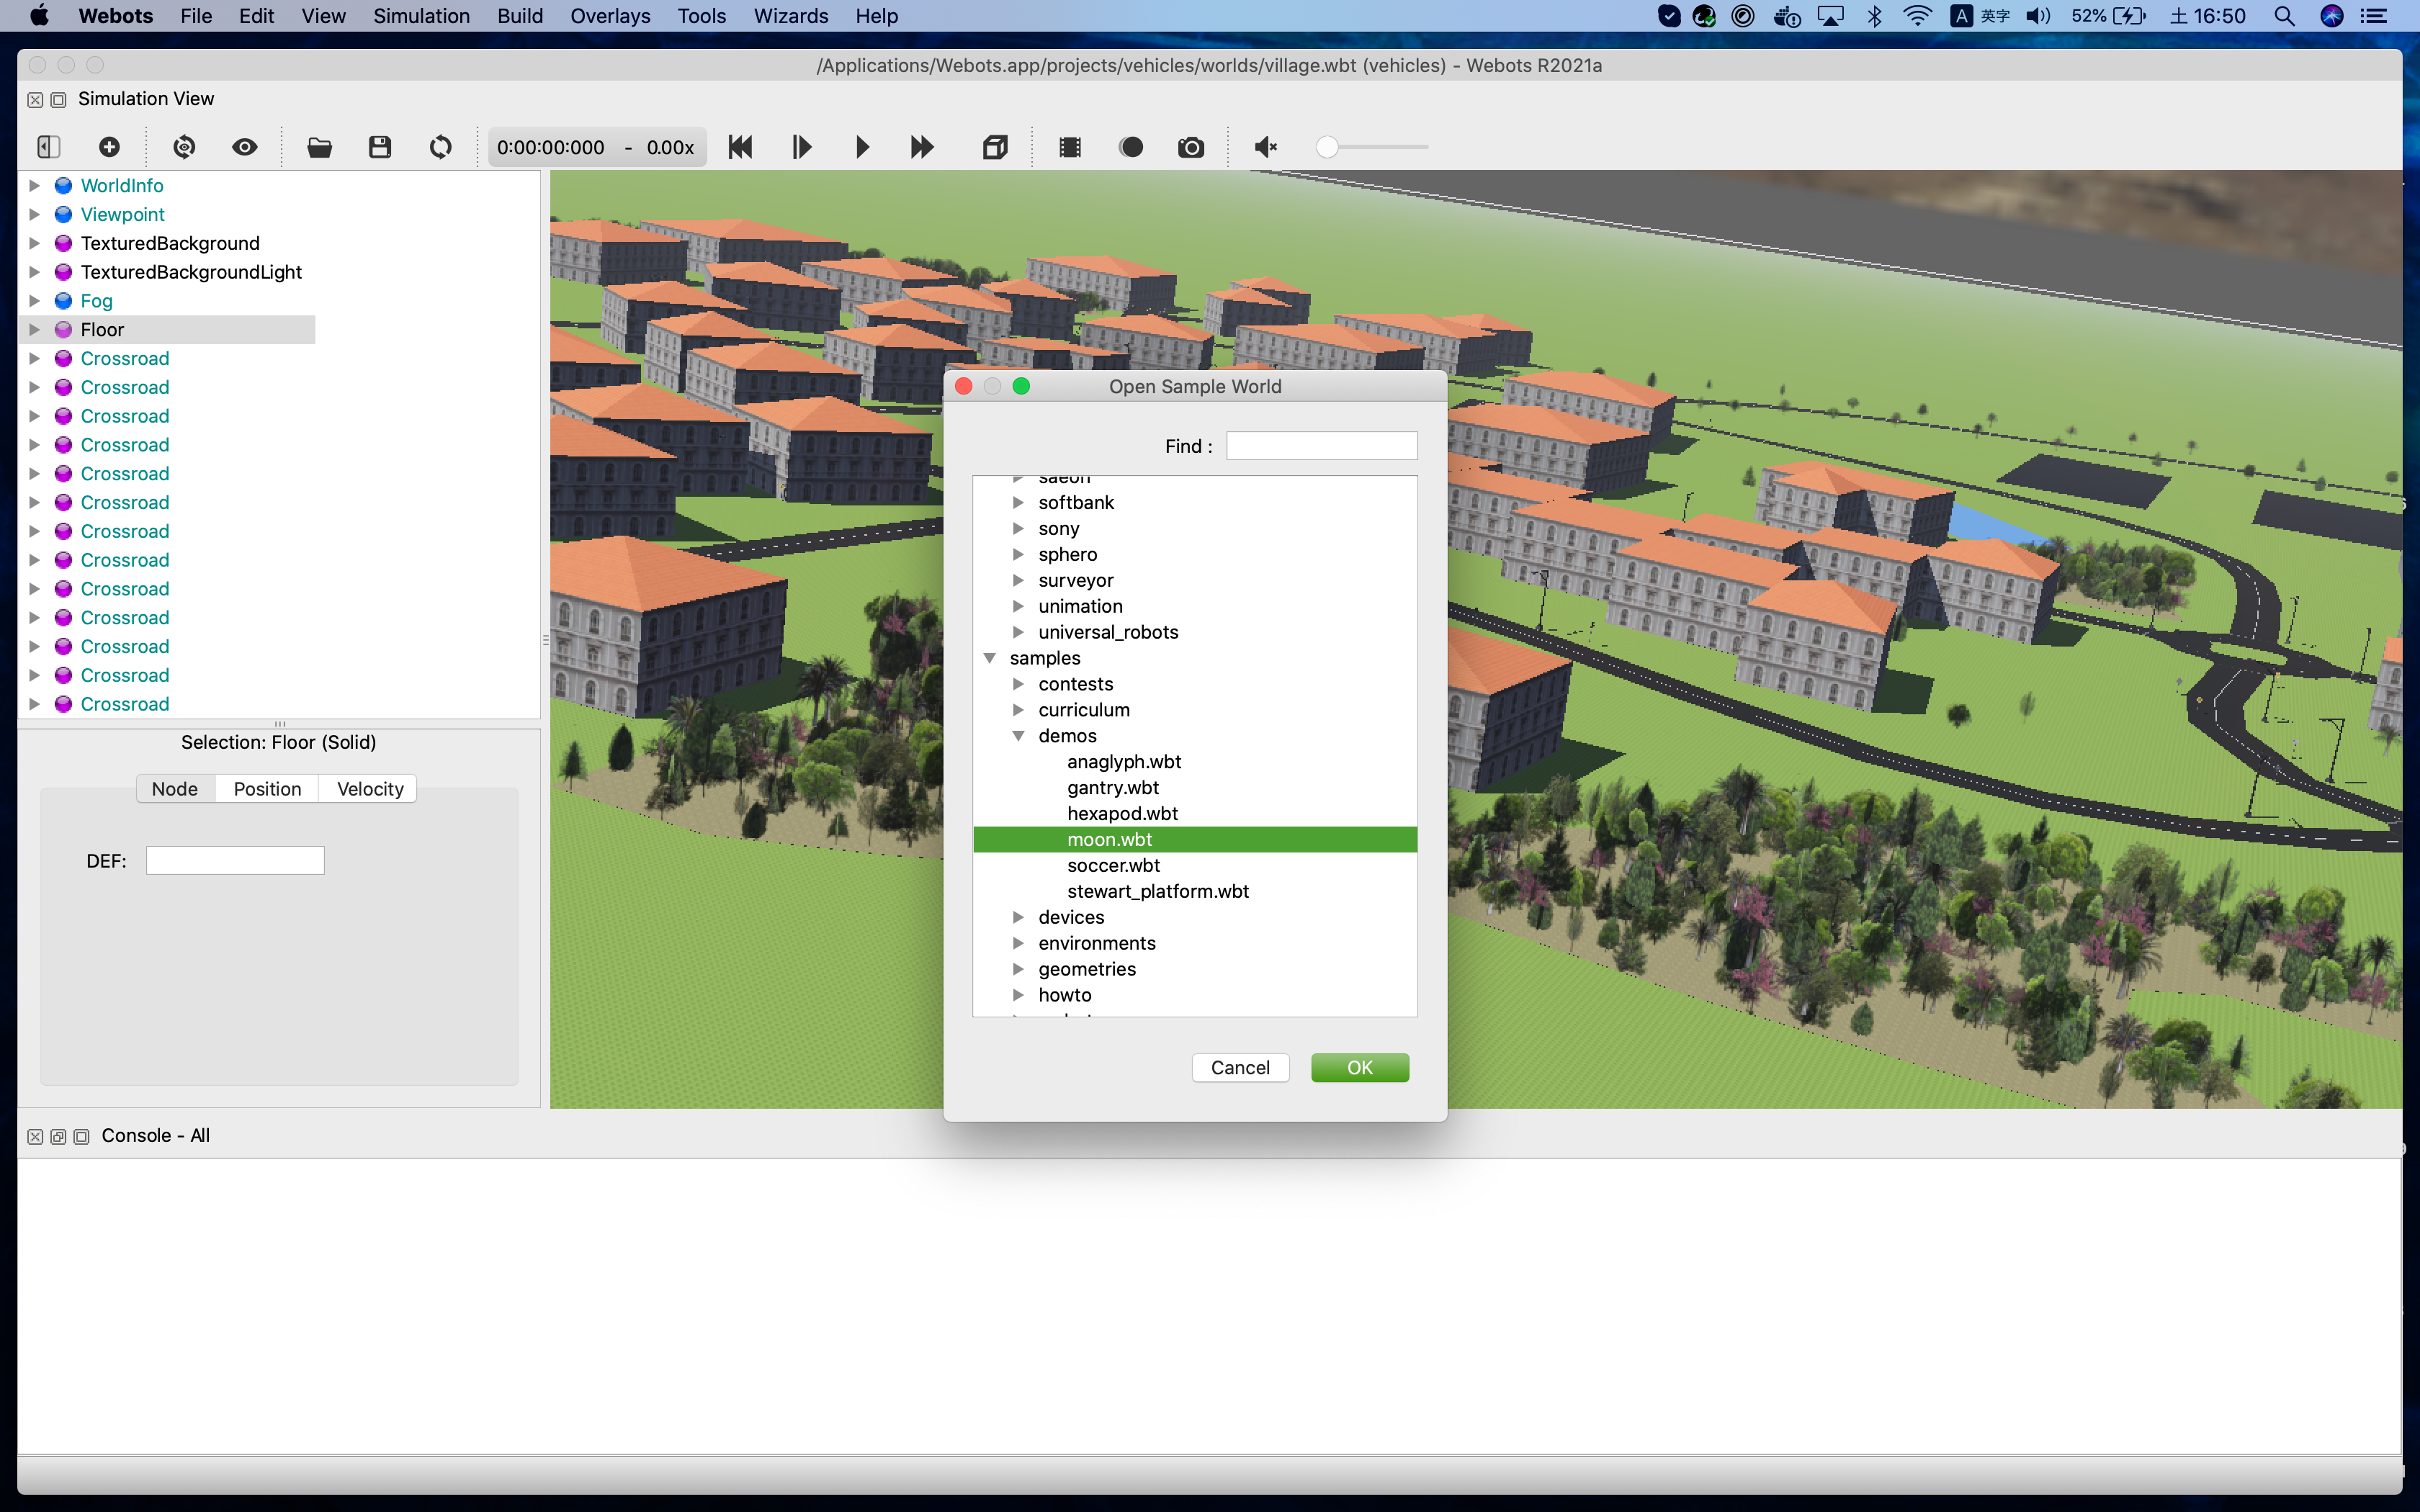 Webots File Edit View Simulation Build Overlays Tools Wizards Help A 英字 52% 土 16:50
/Applications/Webots.app/projects/vehicles/worlds/village.wbt (vehicles) - Webots R2021a
Simulation View
0:00:00:000 - 0.00x
WorldInfo
Viewpoint
TexturedBackground
TexturedBackgroundLight
Fog
Floor
Crossroad
Crossroad
Crossroad
Crossroad
Crossroad
Crossroad
Crossroad
Crossroad
Crossroad
Crossroad
Crossroad
Crossroad
Crossroad
Selection: Floor (Solid)
Node Position Velocity
DEF:
Open Sample World
Find :
saeon
softbank
sony
sphero
surveyor
unimation
universal_robots
samples
contests
curriculum
demos
anaglyph.wbt
gantry.wbt
hexapod.wbt
moon.wbt
soccer.wbt
stewart_platform.wbt
devices
environments
geometries
howto
Cancel OK
Console - All